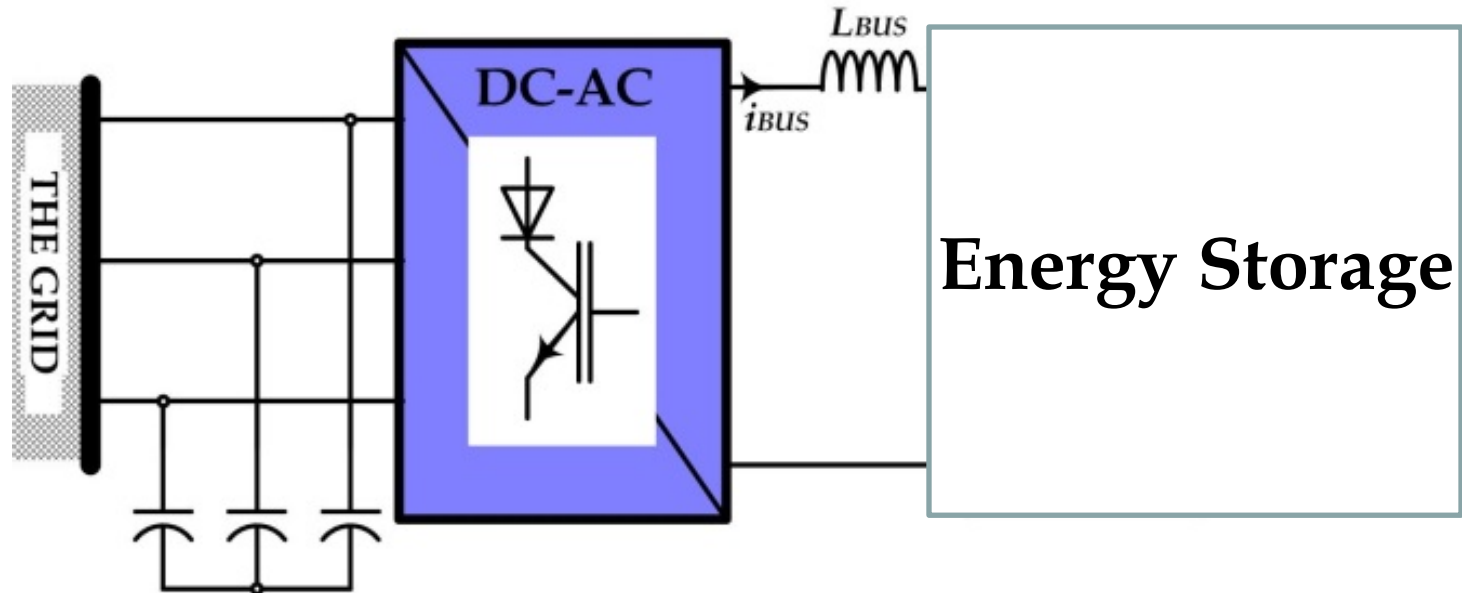 THE GRID
DC-AC
LBUS
iBUS
Energy Storage